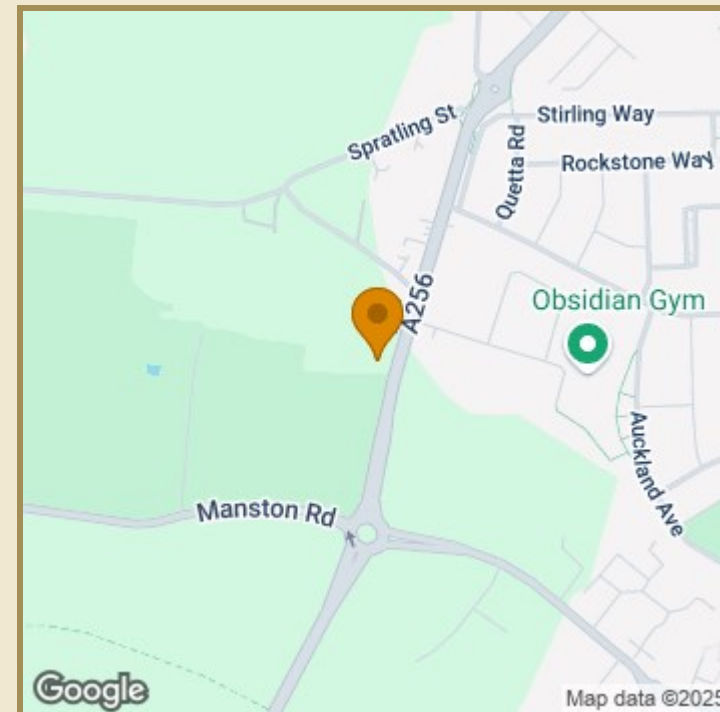 Spratling St
Stirling Way
Quetta Rd
Rockstone Way
A256
Obsidian Gym
Auckland Ave
Manston Rd
Google
Map data ©2025